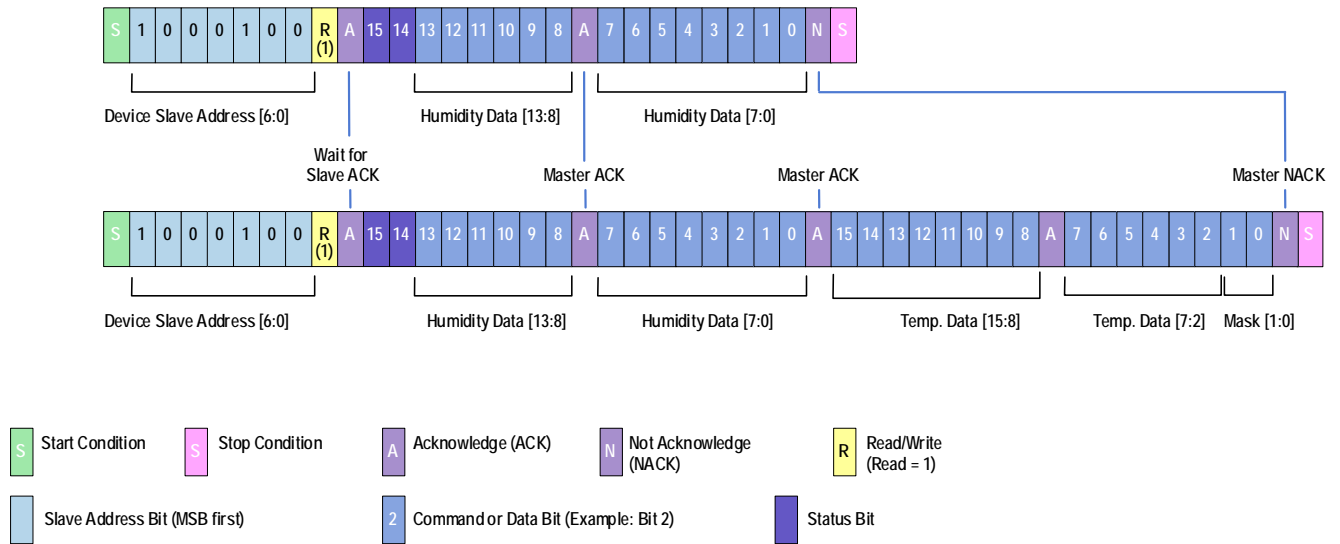 S 1 0 0 0 1 0 0 R (1) A 15 14 13 12 11 10 9 8 A 7 6 5 4 3 2 1 0 N S
Device Slave Address [6:0] Humidity Data [13:8] Humidity Data [7:0]
Wait for
Slave ACK Master ACK Master ACK Master NACK
S 1 0 0 0 1 0 0 R (1) A 15 14 13 12 11 10 9 8 A 7 6 5 4 3 2 1 0 A 15 14 13 12 11 10 9 8 A 7 6 5 4 3 2 1 0 N S
Device Slave Address [6:0] Humidity Data [13:8] Humidity Data [7:0] Temp. Data [15:8] Temp. Data [7:2] Mask [1:0]
S Start Condition
S Stop Condition
A Acknowledge (ACK)
N Not Acknowledge
(NACK)
R Read/Write
(Read = 1)
Slave Address Bit (MSB first)
2 Command or Data Bit (Example: Bit 2)
Status Bit